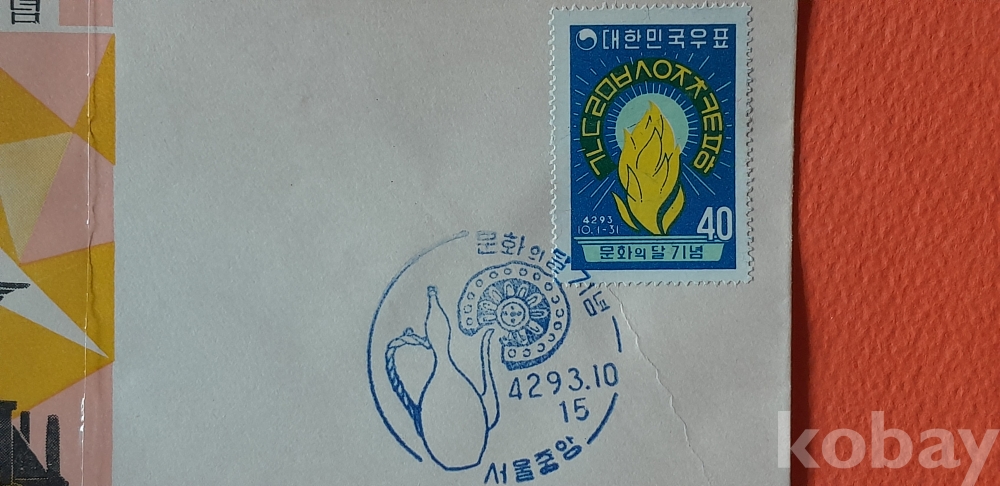 념
대한민국우표
ㄱㄴㄷㄹㅁㅂㅅㅇㅈㅊㅋㅌㅍㅎ
4293
10.1-31
40
문화의 달 기념
문화의 달 기념
4293.10
15
서울중앙
kobay